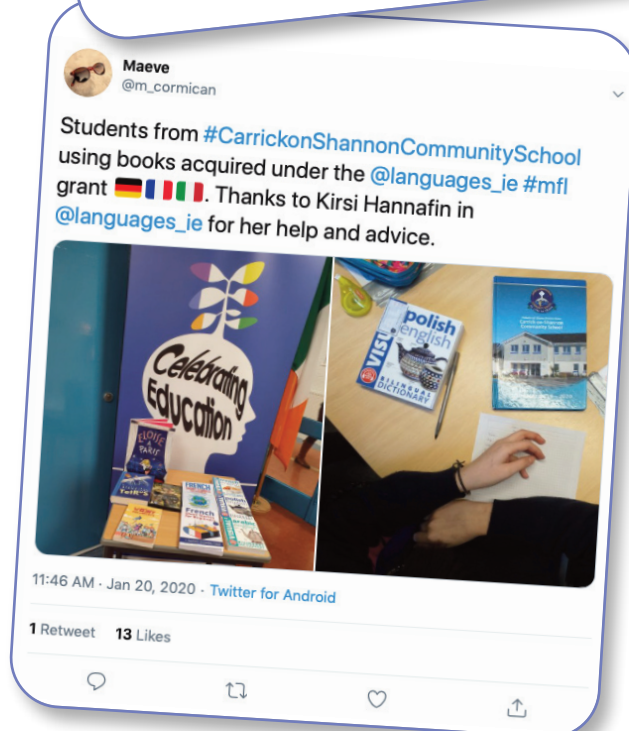 Maeve
@m_cormican
Students from #CarrickonShannonCommunitySchool
using books acquired under the @languages_ie #mfl
grant 🇩🇪🇫🇷🇮🇹. Thanks to Kirsi Hannafin in
@languages_ie for her help and advice.
Celebrating
Education
ELOISE
PARIS
FRENCH
French
polish
english
VISUAL
BILINGUAL
DICTIONARY
Community School
11:46 AM · Jan 20, 2020 · Twitter for Android
1 Retweet 13 Likes